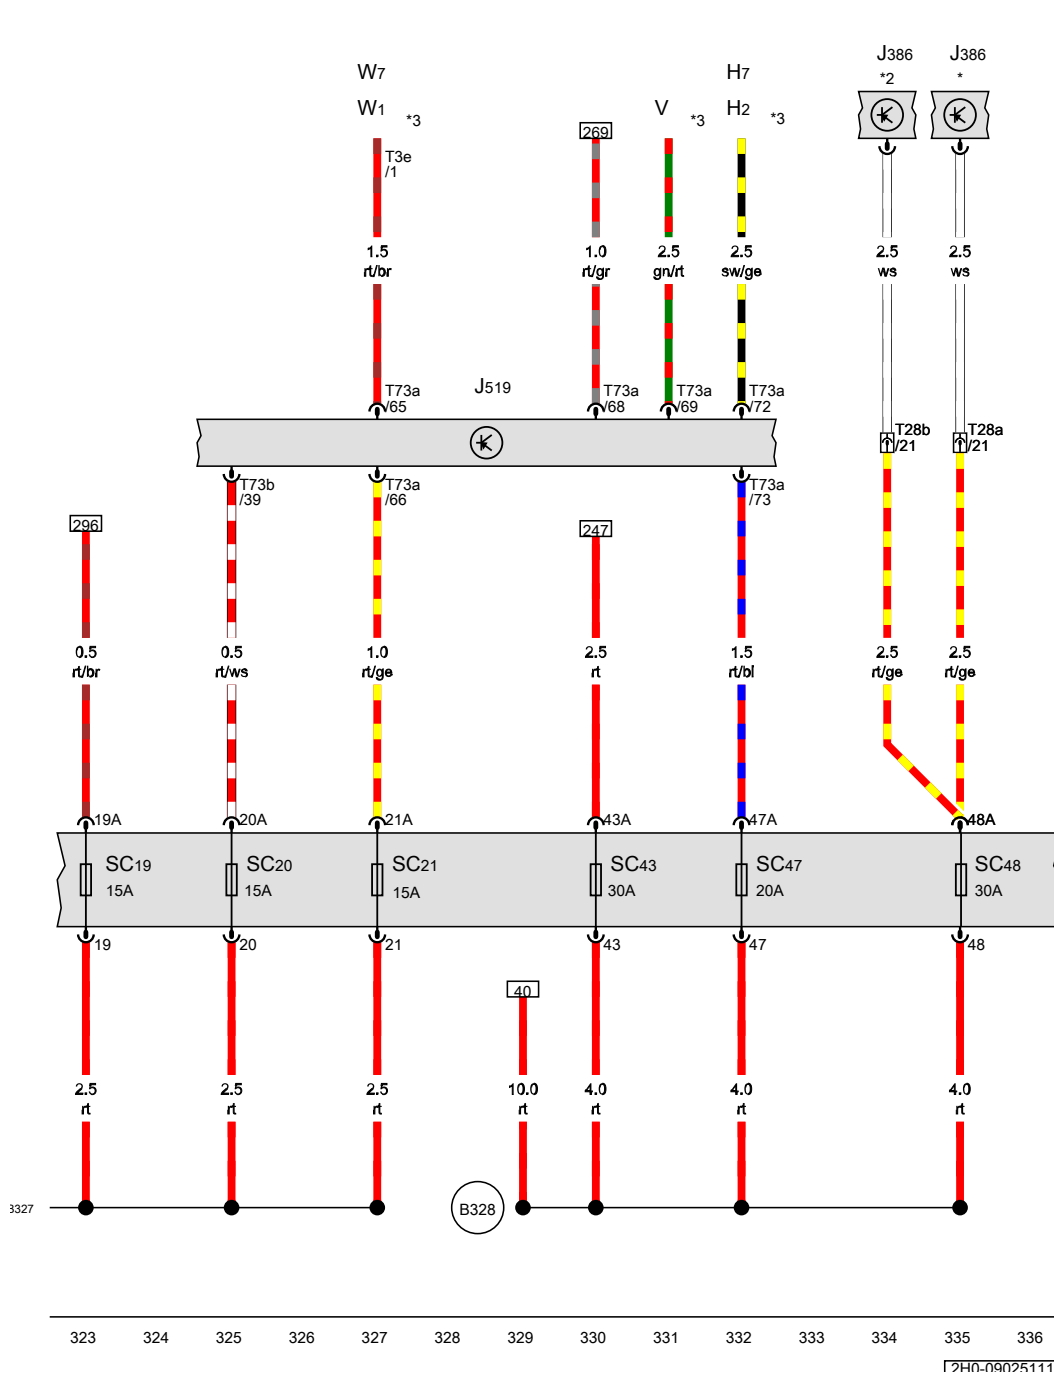 J386 J386
*2 *
W7 H7
W1 *3 V *3 H2 *3
269
T3e
/1
1.5 1.0 2.5 2.5 2.5 2.5
rt/br rt/gr gn/rt sw/ge ws ws
J519
T73a T73a T73a T73a
/65 /68 /69 /72
T28b T28a
/21 /21
T73b T73a T73a
/39 /66 /73
296 247
0.5 0.5 1.0 2.5 1.5 2.5 2.5
rt/br rt/ws rt/ge rt rt/bl rt/ge rt/ge
19A 20A 21A 43A 47A 48A
SC19 SC20 SC21 SC43 SC47 SC48
15A 15A 15A 30A 20A 30A
19 20 21 43 47 48
40
2.5 2.5 2.5 10.0 4.0 4.0 4.0
rt rt rt rt rt rt rt
B328
323 324 325 326 327 328 329 330 331 332 333 334 335 336
2H0-09025111